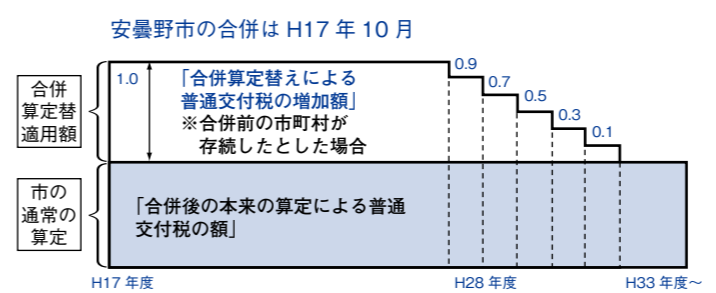 安曇野市の合併は H17 年 10 月
合併
算定替
適用額
1.0
「合併算定替えによる
普通交付税の増加額」
※合併前の市町村が
存続したとした場合
0.9
0.7
0.5
0.3
0.1
市の
通常の
算定
「合併後の本来の算定による普通
交付税の額」
H17 年度
H28 年度
H33 年度～